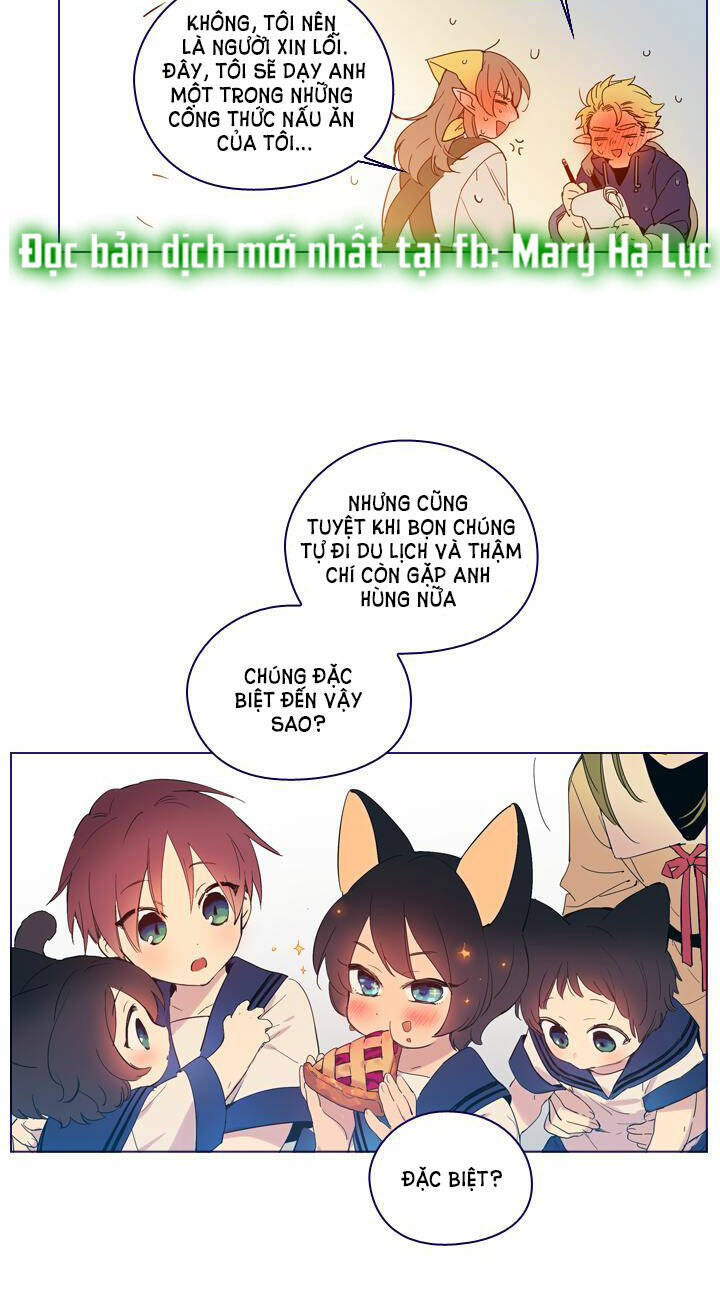 KHÔNG, TÔI NÊN
LÀ NGƯỜI XIN LỖI.
ĐÂY, TÔI SẼ DẠY ANH
MỘT TRONG NHỮNG
CÔNG THỨC NẤU ĂN
CỦA TÔI...
Đọc bản dịch mới nhất tại fb: Mary Hạ Lục
NHƯNG CŨNG
TUYỆT KHI BỌN CHÚNG
TỰ ĐI DU LỊCH VÀ THẬM
CHÍ CÒN GẶP ANH
HÙNG NỮA
CHÚNG ĐẶC
BIỆT ĐẾN VẬY
SAO?
ĐẶC BIỆT?